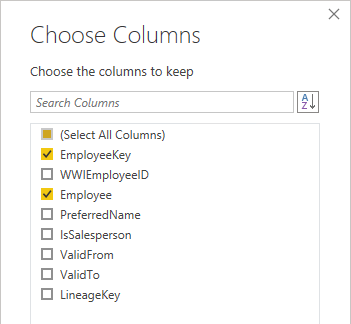 Choose Columns
Choose the columns to keep
Search Columns
A
Z
(Select All Columns)
EmployeeKey
WWIEmployeeID
Employee
PreferredName
IsSalesperson
ValidFrom
ValidTo
LineageKey